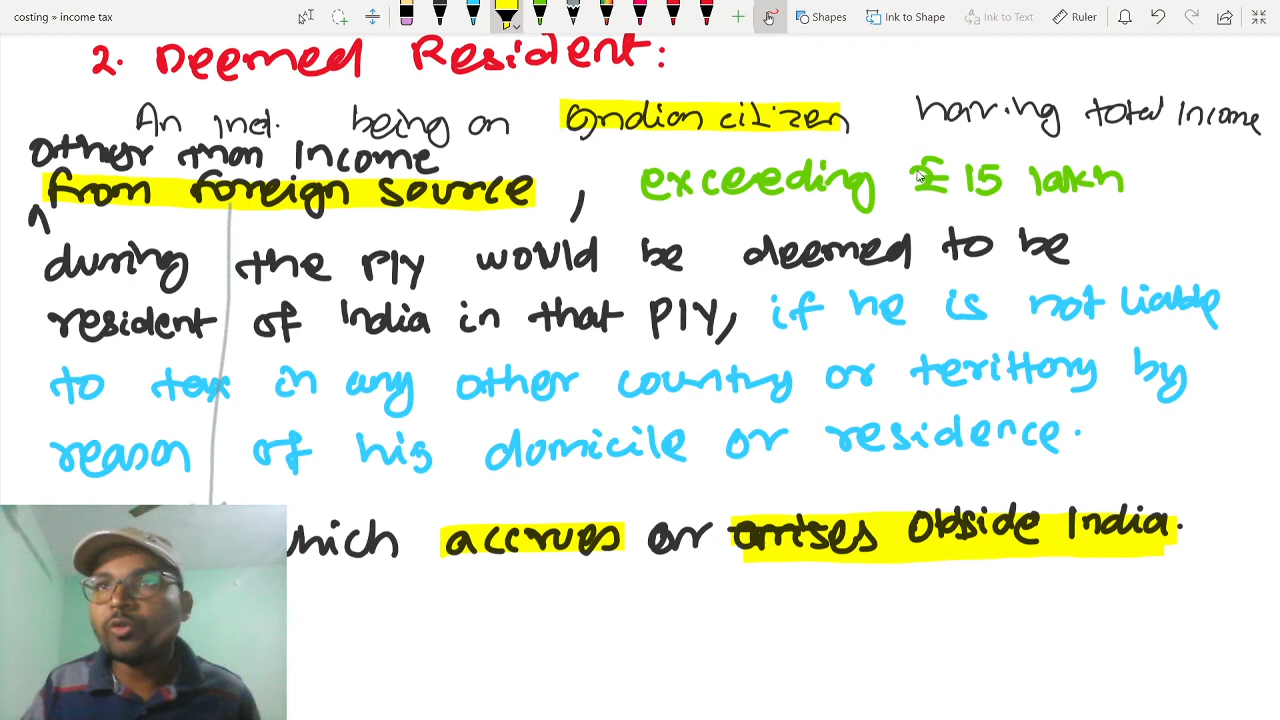 costing » income tax
Shapes Ink to Shape Ink to Text Ruler
2. Deemed Resident:
An ind. being an Indian citizen having total Income
other than Income
from foreign source, exceeding ₹ 15 lakh
during the P/Y would be deemed to be
resident of India in that P/Y, if he is not liable
to tax in any other country or terittory by
reason of his domicile or residence.
which accrues or arises outside India.